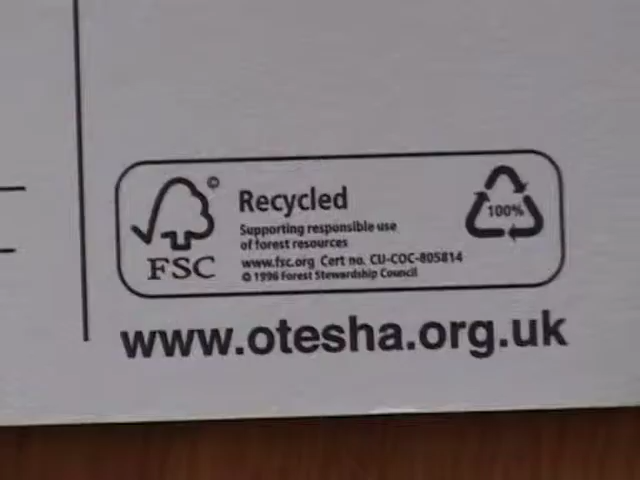 ©
Recycled
Supporting responsible use
of forest resources
www.fsc.org Cert no. CU-COC-805814
© 1996 Forest Stewardship Council
FSC
100%
www.otesha.org.uk